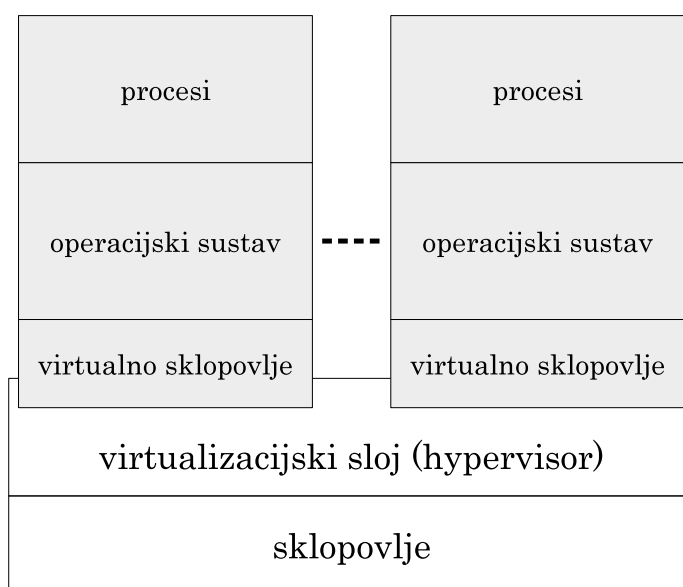 procesi
procesi
operacijski sustav
operacijski sustav
virtualno sklopovlje
virtualno sklopovlje
virtualizacijski sloj (hypervisor)
sklopovlje